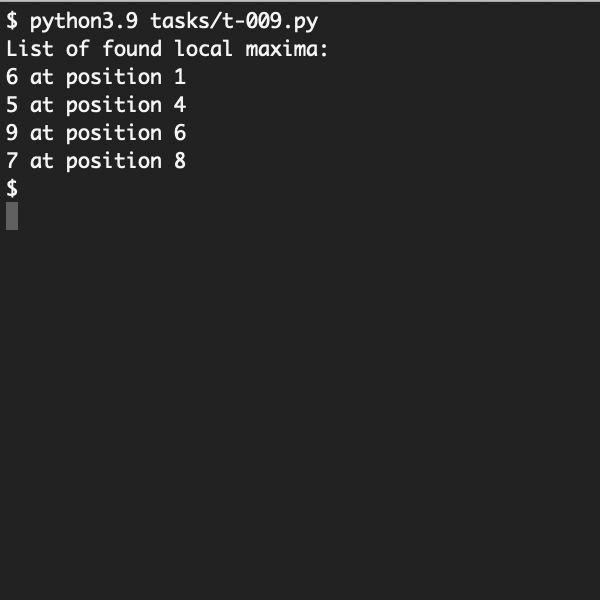 $ python3.9 tasks/t-009.py
List of found local maxima:
6 at position 1
5 at position 4
9 at position 6
7 at position 8
$